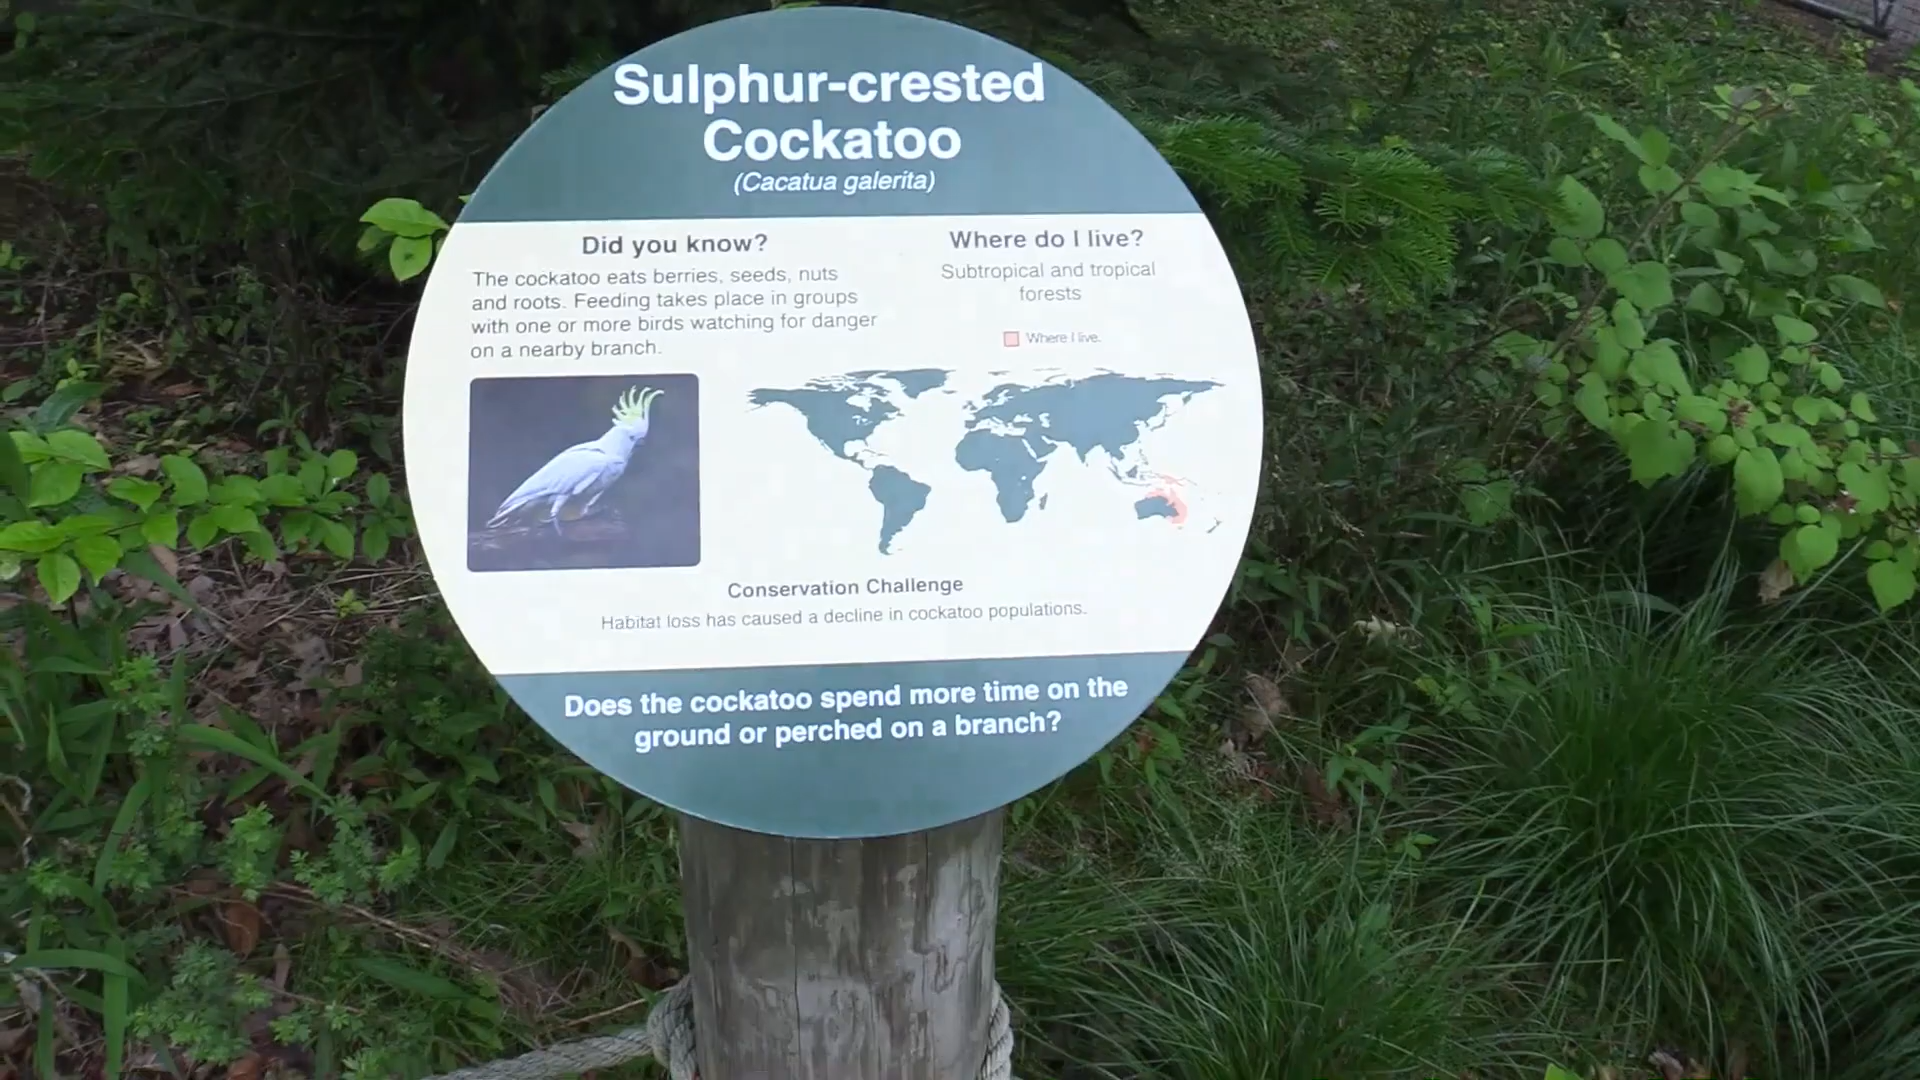 Sulphur-crested
Cockatoo
(Cacatua galerita)
Did you know?
The cockatoo eats berries, seeds, nuts
and roots. Feeding takes place in groups
with one or more birds watching for danger
on a nearby branch.
Where do I live?
Subtropical and tropical
forests
Where I live.
Conservation Challenge
Habitat loss has caused a decline in cockatoo populations.
Does the cockatoo spend more time on the
ground or perched on a branch?